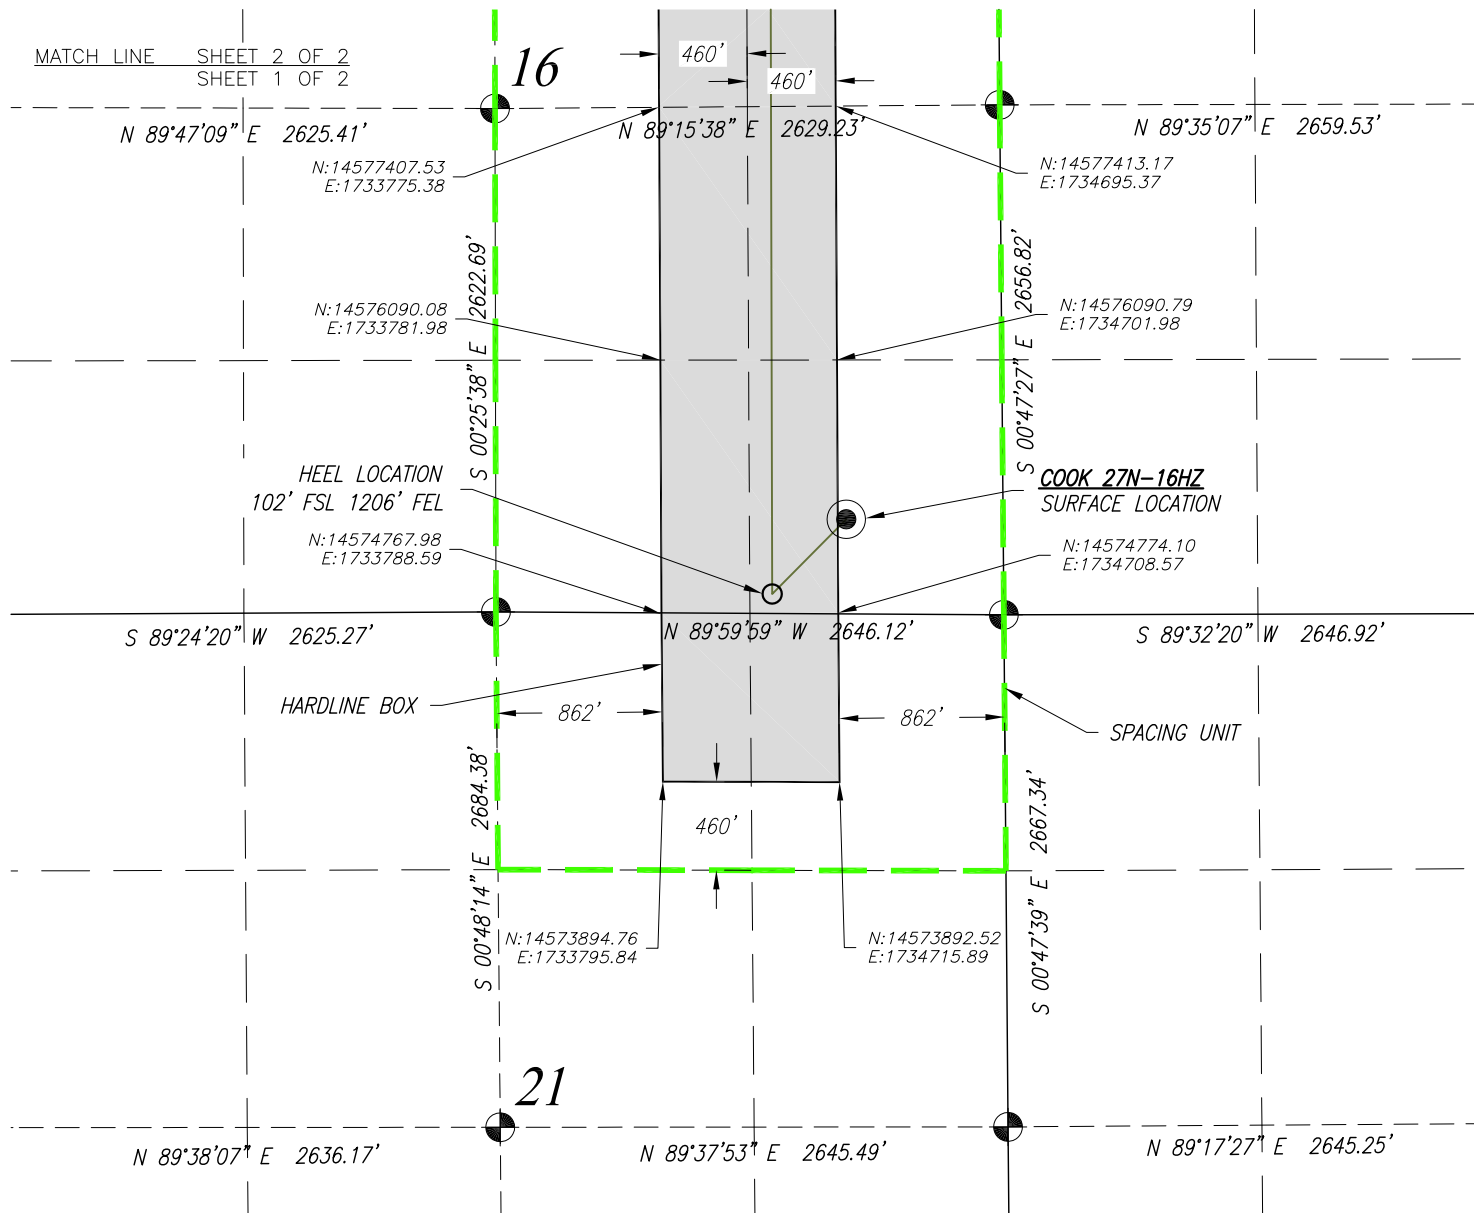 MATCH LINE SHEET 2 OF 2
SHEET 1 OF 2
16
460'
460'
N 89°47'09" E 2625.41'
N 89°15'38" E 2629.23'
N 89°35'07" E 2659.53'
N:14577407.53
E:1733775.38
N:14577413.17
E:1734695.37
S 00°25'38" E 2622.69'
S 00°47'27" E 2656.82'
N:14576090.08
E:1733781.98
N:14576090.79
E:1734701.98
HEEL LOCATION
102' FSL 1206' FEL
COOK 27N-16HZ
SURFACE LOCATION
N:14574767.98
E:1733788.59
N:14574774.10
E:1734708.57
S 89°24'20" W 2625.27'
N 89°59'59" W 2646.12'
S 89°32'20" W 2646.92'
HARDLINE BOX
862'
862'
SPACING UNIT
S 00°48'14" E 2684.38'
460'
S 00°47'39" E 2667.34'
N:14573894.76
E:1733795.84
N:14573892.52
E:1734715.89
21
N 89°38'07" E 2636.17'
N 89°37'53" E 2645.49'
N 89°17'27" E 2645.25'